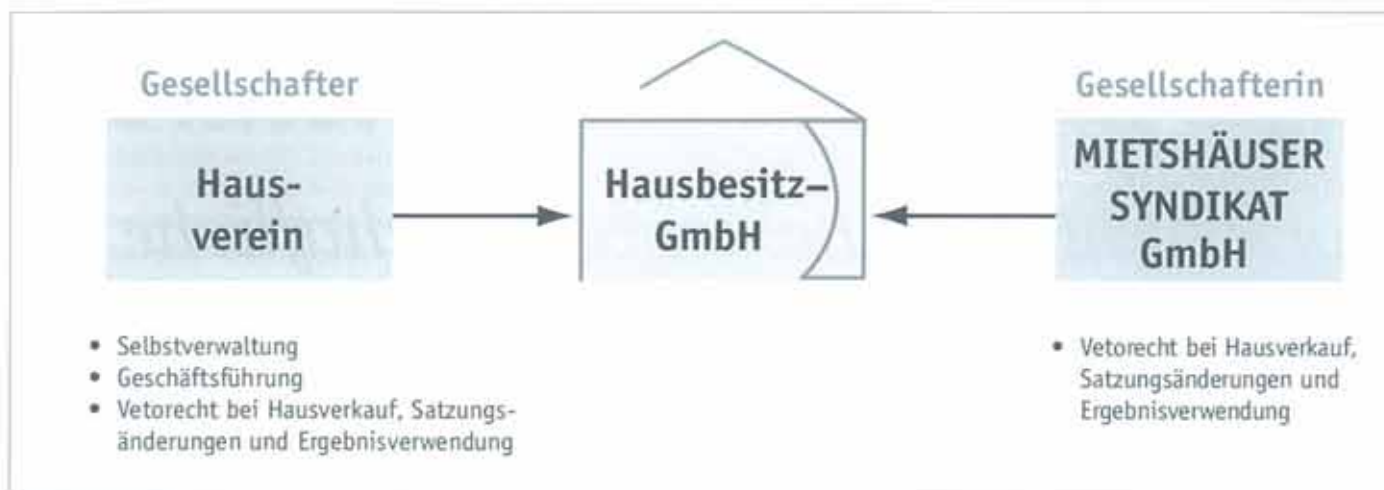 Gesellschafter
Haus-
verein
• Selbstverwaltung
• Geschäftsführung
• Vetorecht bei Hausverkauf, Satzungs-
änderungen und Ergebnisverwendung
Hausbesitz–
GmbH
Gesellschafterin
MIETSHÄUSER
SYNDIKAT
GmbH
• Vetorecht bei Hausverkauf,
Satzungsänderungen und
Ergebnisverwendung